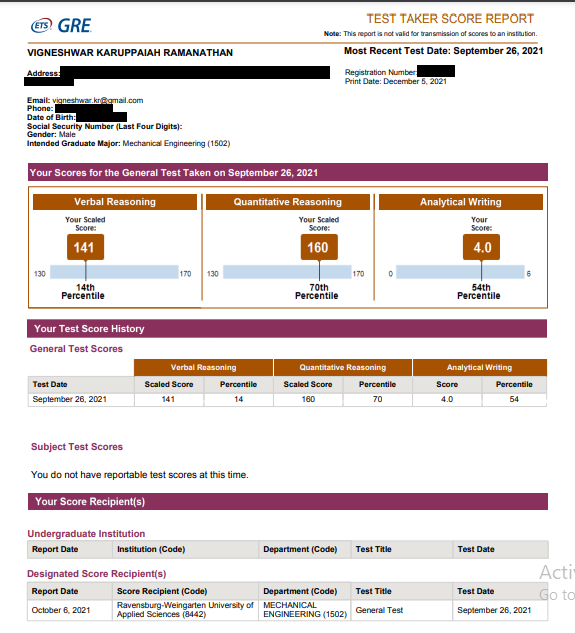 ETS GRE
TEST TAKER SCORE REPORT
Note: This report is not valid for transmission of scores to an institution.
VIGNESHWAR KARUPPAIAH RAMANATHAN
Most Recent Test Date: September 26, 2021
Address:
Registration Number:
Print Date: December 5, 2021
Email: vigneshwar.kr@gmail.com
Phone:
Date of Birth:
Social Security Number (Last Four Digits):
Gender: Male
Intended Graduate Major: Mechanical Engineering (1502)
Your Scores for the General Test Taken on September 26, 2021
Verbal Reasoning Quantitative Reasoning Analytical Writing
Your Scaled Your Scaled Your
Score: Score: Score:
141 160 4.0
130 170 130 170 0 6
14th 70th 54th
Percentile Percentile Percentile
Your Test Score History
General Test Scores
Verbal Reasoning Quantitative Reasoning Analytical Writing
Test Date Scaled Score Percentile Scaled Score Percentile Score Percentile
September 26, 2021 141 14 160 70 4.0 54
Subject Test Scores
You do not have reportable test scores at this time.
Your Score Recipient(s)
Undergraduate Institution
Report Date Institution (Code) Department (Code) Test Title Test Date
Designated Score Recipient(s)
Report Date Score Recipient (Code) Department (Code) Test Title Test Date
October 6, 2021 Ravensburg-Weingarten University of Applied Sciences (8442) MECHANICAL ENGINEERING (1502) General Test September 26, 2021
Acti
Go to